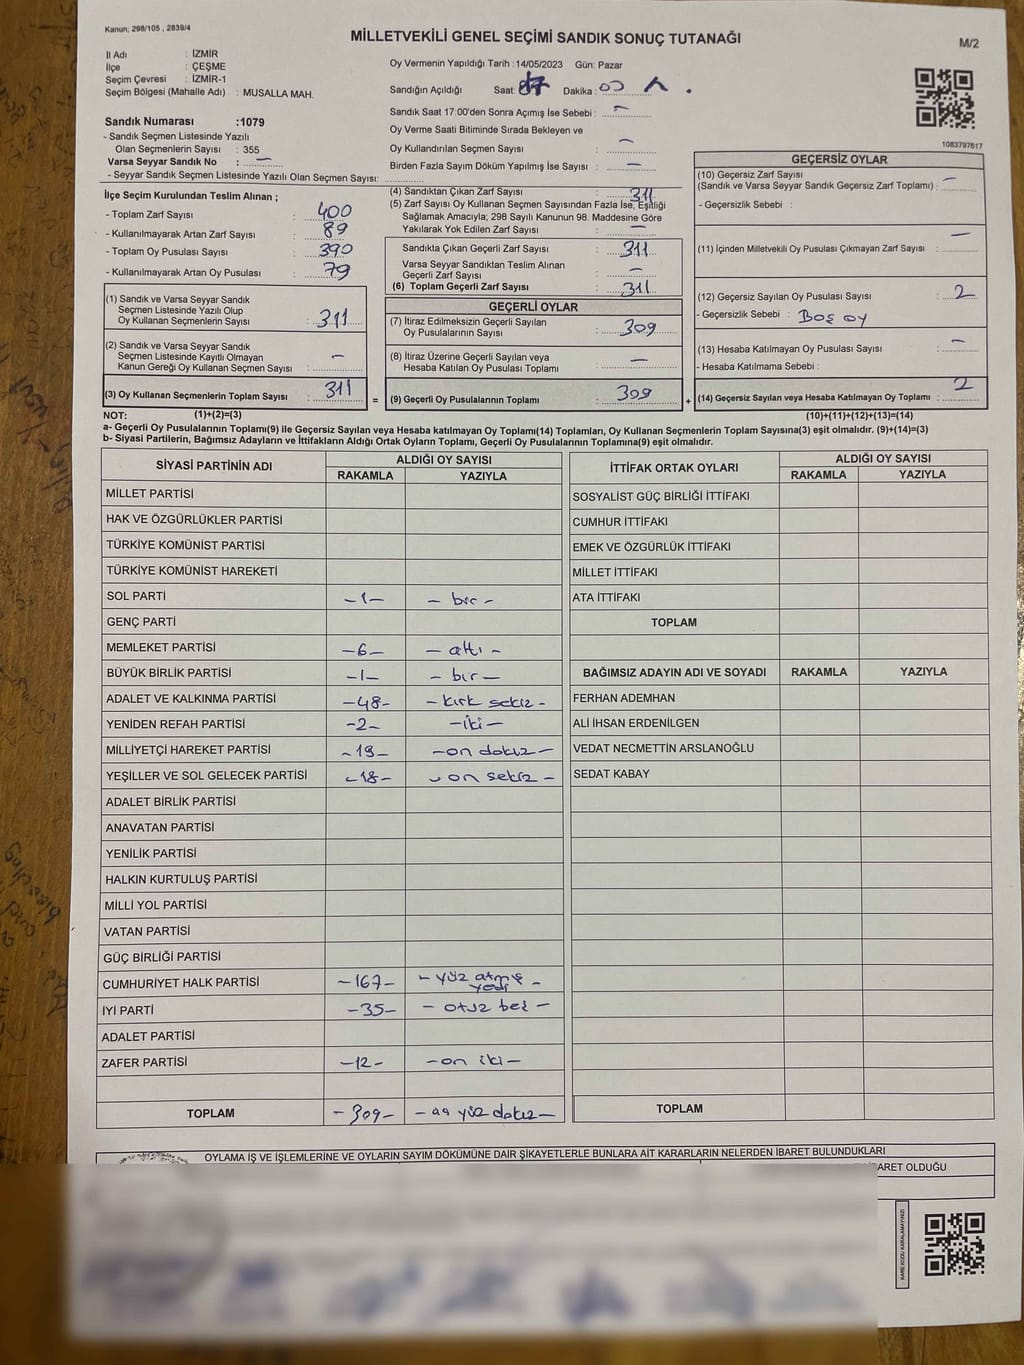 Kanun; 298/105 , 2839/4
MİLLETVEKİLİ GENEL SEÇİMİ SANDIK SONUÇ TUTANAĞI
M/2
İl Adı : İZMİR
İlçe : ÇEŞME
Seçim Çevresi : İZMİR-1
Seçim Bölgesi (Mahalle Adı) : MUSALLA MAH.
Sandık Numarası :1079
- Sandık Seçmen Listesinde Yazılı
Olan Seçmenlerin Sayısı : 355
Varsa Seyyar Sandık No : —
- Seyyar Sandık Seçmen Listesinde Yazılı Olan Seçmen Sayısı:
Oy Vermenin Yapıldığı Tarih :14/05/2023 Gün: Pazar
Sandığın Açıldığı Saat: Dakika:
Sandık Saat 17:00'den Sonra Açımış İse Sebebi : —
Oy Verme Saati Bitiminde Sırada Bekleyen ve
Oy Kullandırılan Seçmen Sayısı : —
Birden Fazla Sayım Döküm Yapılmış İse Sayısı : —
1083797617
İlçe Seçim Kurulundan Teslim Alınan ;
- Toplam Zarf Sayısı : 400
- Kullanılmayarak Artan Zarf Sayısı : 89
- Toplam Oy Pusulası Sayısı : 390
- Kullanılmayarak Artan Oy Pusulası : 79
(1) Sandık ve Varsa Seyyar Sandık
Seçmen Listesinde Yazılı Olup
Oy Kullanan Seçmenlerin Sayısı : 311
(2) Sandık ve Varsa Seyyar Sandık
Seçmen Listesinde Kayıtlı Olmayan
Kanun Gereği Oy Kullanan Seçmen Sayısı : —
(3) Oy Kullanan Seçmenlerin Toplam Sayısı : 311
=
(4) Sandıktan Çıkan Zarf Sayısı : 311
(5) Zarf Sayısı Oy Kullanan Seçmen Sayısından Fazla İse, Eşitliği
Sağlamak Amacıyla; 298 Sayılı Kanunun 98. Maddesine Göre
Yakılarak Yok Edilen Zarf Sayısı : —
Sandıkta Çıkan Geçerli Zarf Sayısı : 311
Varsa Seyyar Sandıktan Teslim Alınan
Geçerli Zarf Sayısı : —
(6) Toplam Geçerli Zarf Sayısı : 311
GEÇERLİ OYLAR
(7) İtiraz Edilmeksizin Geçerli Sayılan
Oy Pusulalarının Sayısı : 309
(8) İtiraz Üzerine Geçerli Sayılan veya
Hesaba Katılan Oy Pusulası Toplamı : —
(9) Geçerli Oy Pusulalarının Toplamı : 309
+
GEÇERSİZ OYLAR
(10) Geçersiz Zarf Sayısı
(Sandık ve Varsa Seyyar Sandık Geçersiz Zarf Toplamı) : —
- Geçersizlik Sebebi :
(11) İçinden Milletvekili Oy Pusulası Çıkmayan Zarf Sayısı : —
(12) Geçersiz Sayılan Oy Pusulası Sayısı : 2
- Geçersizlik Sebebi : BOŞ OY
(13) Hesaba Katılmayan Oy Pusulası Sayısı : —
- Hesaba Katılmama Sebebi :
(14) Geçersiz Sayılan veya Hesaba Katılmayan Oy Toplamı : 2
NOT: (1)+(2)=(3) (10)+(11)+(12)+(13)=(14)
a- Geçerli Oy Pusulalarının Toplamı(9) ile Geçersiz Sayılan veya Hesaba katılmayan Oy Toplamı(14) Toplamları, Oy Kullanan Seçmenlerin Toplam Sayısına(3) eşit olmalıdır. (9)+(14)=(3)
b- Siyasi Partilerin, Bağımsız Adayların ve İttifakların Aldığı Ortak Oyların Toplamı, Geçerli Oy Pusulalarının Toplamına(9) eşit olmalıdır.
SİYASİ PARTİNİN ADI ALDIĞI OY SAYISI
RAKAMLA YAZIYLA
MİLLET PARTİSİ
HAK VE ÖZGÜRLÜKLER PARTİSİ
TÜRKİYE KOMÜNİST PARTİSİ
TÜRKİYE KOMÜNİST HAREKETİ
SOL PARTİ -1- - bir -
GENÇ PARTİ
MEMLEKET PARTİSİ -6- - altı -
BÜYÜK BİRLİK PARTİSİ -1- - bir -
ADALET VE KALKINMA PARTİSİ -48- - kırk sekiz -
YENİDEN REFAH PARTİSİ -2- - iki -
MİLLİYETÇİ HAREKET PARTİSİ -19- - on dokuz -
YEŞİLLER VE SOL GELECEK PARTİSİ -18- - on sekiz -
ADALET BİRLİK PARTİSİ
ANAVATAN PARTİSİ
YENİLİK PARTİSİ
HALKIN KURTULUŞ PARTİSİ
MİLLİ YOL PARTİSİ
VATAN PARTİSİ
GÜÇ BİRLİĞİ PARTİSİ
CUMHURİYET HALK PARTİSİ -167- - yüz atmış yedi -
İYİ PARTİ -35- - otuz beş -
ADALET PARTİSİ
ZAFER PARTİSİ -12- - on iki -
TOPLAM -309- yüz dokuz -
İTTİFAK ORTAK OYLARI ALDIĞI OY SAYISI
RAKAMLA YAZIYLA
SOSYALİST GÜÇ BİRLİĞİ İTTİFAKI
CUMHUR İTTİFAKI
EMEK VE ÖZGÜRLÜK İTTİFAKI
MİLLET İTTİFAKI
ATA İTTİFAKI
TOPLAM
BAĞIMSIZ ADAYIN ADI VE SOYADI RAKAMLA YAZIYLA
FERHAN ADEMHAN
ALİ İHSAN ERDENİLGEN
VEDAT NECMETTİN ARSLANOĞLU
SEDAT KABAY
TOPLAM
OYLAMA İŞ VE İŞLEMLERİNE VE OYLARIN SAYIM DÖKÜMÜNE DAİR ŞİKAYETLERLE BUNLARA AİT KARARLARIN NELERDEN İBARET BULUNDUKLARI
ARET OLDUĞU
KARE KODU KARALAMAYINIZ!